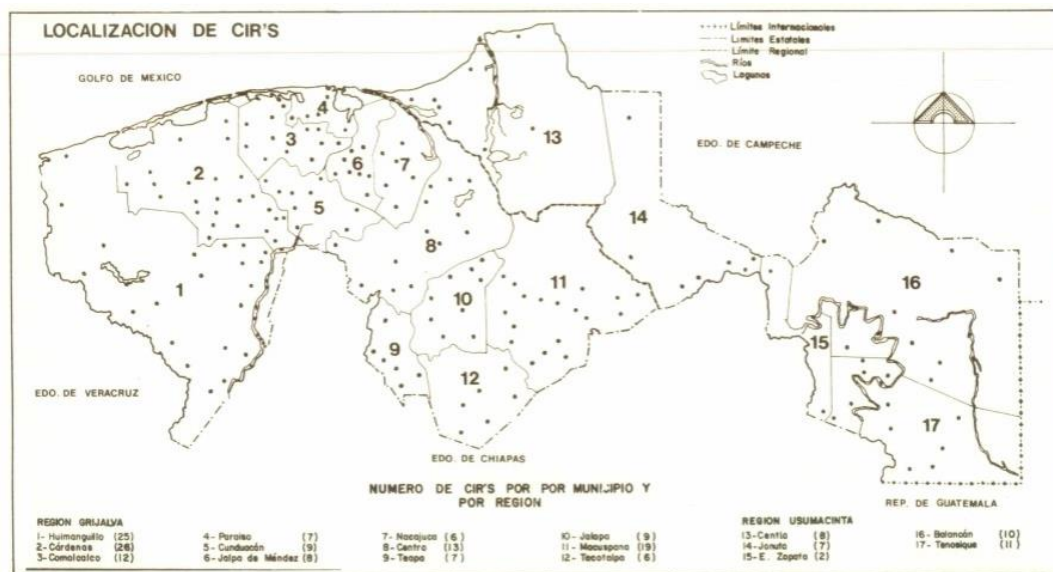 LOCALIZACION DE CIR'S
Límites Internacionales
Limites Estatales
Límite Regional
Ríos
Lagunas
GOLFO DE MEXICO
EDO. DE CAMPECHE
1
2
3
4
5
6
7
8
9
10
11
12
13
14
15
16
17
EDO. DE VERACRUZ
EDO. DE CHIAPAS
REP. DE GUATEMALA
NUMERO DE CIR'S POR POR MUNICIPIO Y
POR REGION
REGION GRIJALVA
1- Huimanguillo (25)
2- Cárdenas (26)
3- Comalcalco (12)
4- Paraiso (7)
5- Cunduacán (9)
6- Jalpa de Méndez (8)
7- Nacajuca (6)
8- Centro (13)
9- Teapa (7)
10- Jalapa (9)
11- Macuspana (19)
12- Tacotalpa (6)
REGION USUMACINTA
13- Centla (8)
14- Jonuta (7)
15- E. Zapata (2)
16- Balancán (10)
17- Tenosique (11)